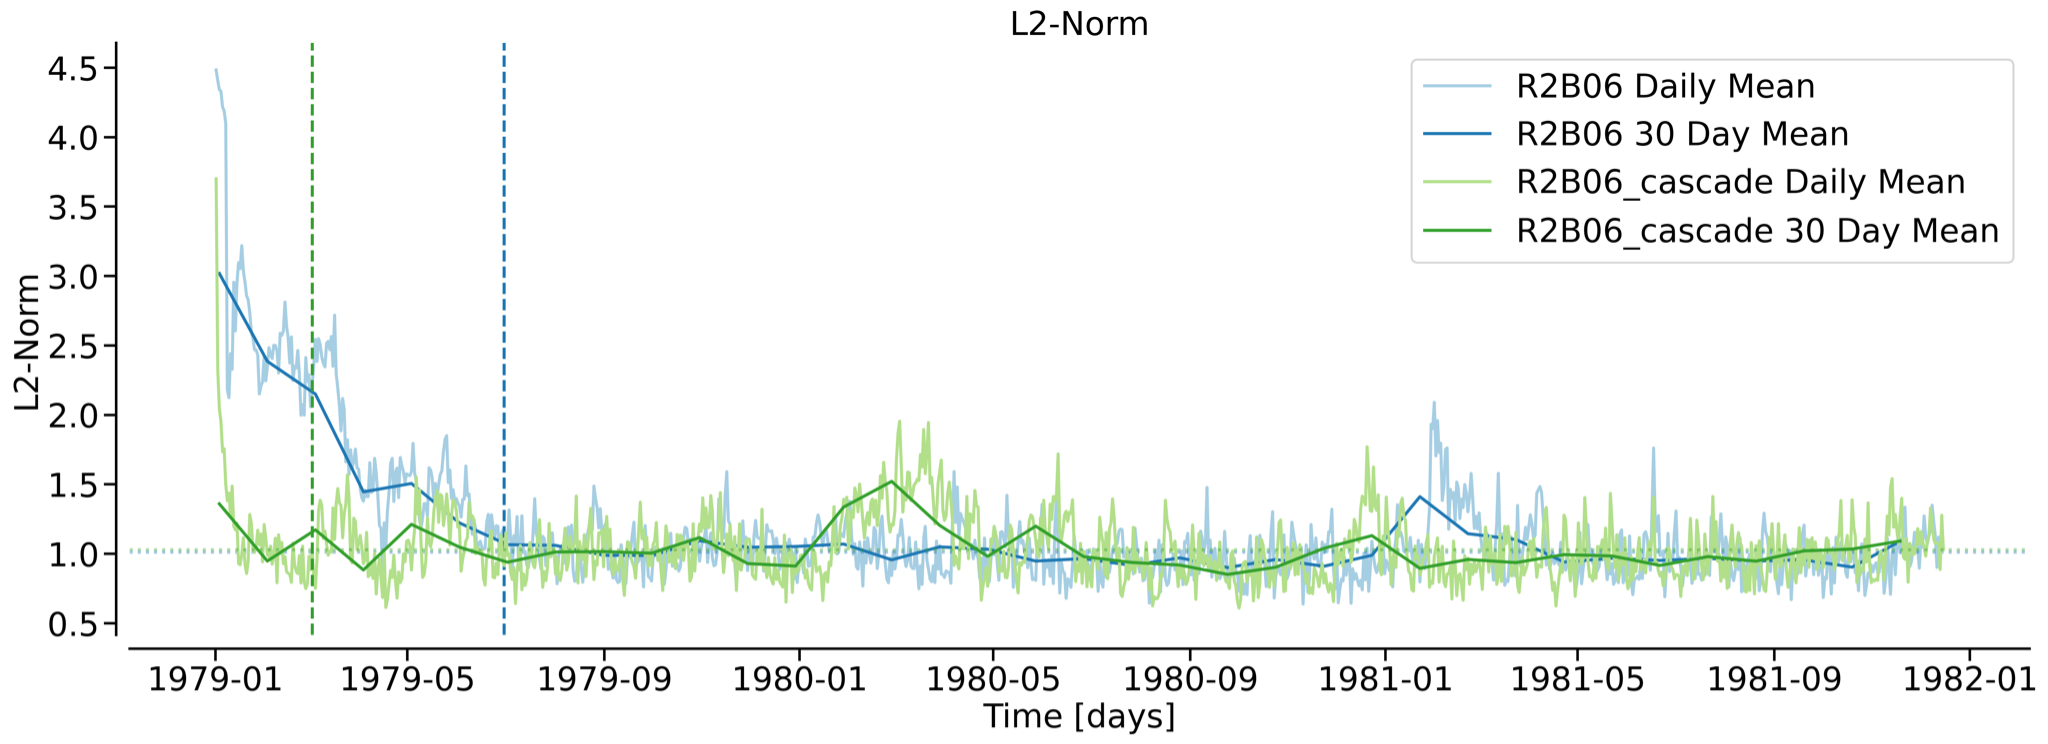 L2-Norm
R2B06 Daily Mean
R2B06 30 Day Mean
R2B06_cascade Daily Mean
R2B06_cascade 30 Day Mean
L2-Norm
4.5
4.0
3.5
3.0
2.5
2.0
1.5
1.0
0.5
1979-01 1979-05 1979-09 1980-01 1980-05 1980-09 1981-01 1981-05 1981-09 1982-01
Time [days]